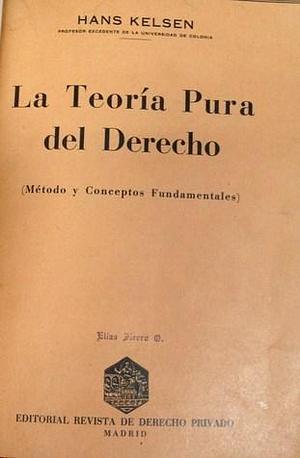 HANS KELSEN
PROFESOR EXCEDENTE DE LA UNIVERSIDAD DE COLONIA
La Teoría Pura
del Derecho
(Método y Conceptos Fundamentales)
Elías
EDITORIAL REVISTA DE DERECHO PRIVADO
MADRID